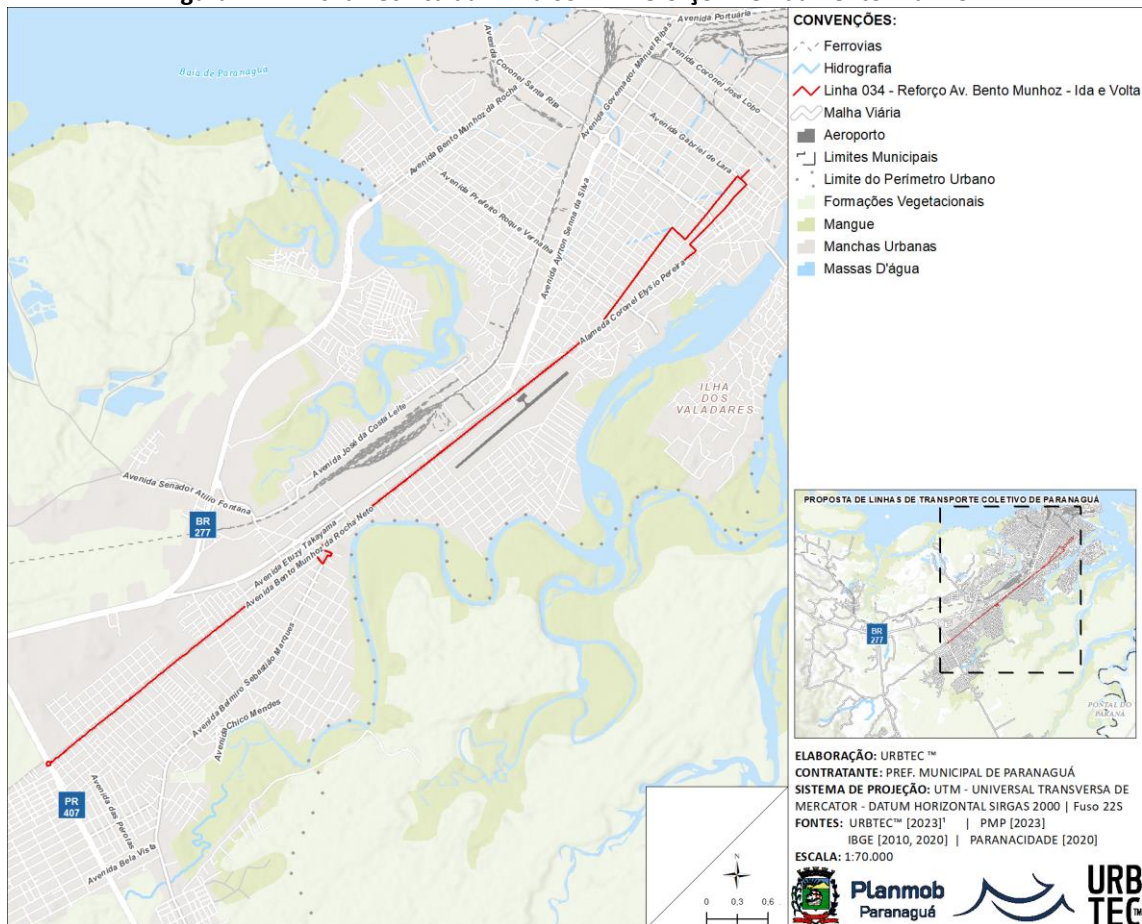 Avenida Portuária
Avenida Coronel Santa Rita
Avenida Governador Manuel Ribas
Avenida Coronel José Lobo
Baía de Paranaguá
Avenida Bento Munhoz da Rocha
Avenida Gabriel de Lara
Avenida Prefeito Roque Vernalha
Avenida Ayrton Senna da Silva
Alameda Coronel Elysio Pereira
ILHA
DOS
VALADARES
Avenida José da Costa Leite
Avenida Senador Atílio Fontana
BR
277
Avenida Etuzy Takayama
Avenida Bento Munhoz da Rocha Neto
Avenida Belmiro Sebastião Marques
Avenida Chico Mendes
PR
407
Avenida das Pérolas
Avenida Bela Vista
N
0 0.3 0.6
CONVENÇÕES:
Ferrovias
Hidrografia
Linha 034 - Reforço Av. Bento Munhoz - Ida e Volta
Malha Viária
Aeroporto
Limites Municipais
Limite do Perímetro Urbano
Formações Vegetacionais
Mangue
Manchas Urbanas
Massas D'água
PROPOSTA DE LINHAS DE TRANSPORTE COLETIVO DE PARANAGUÁ
BR
277
PONTAL DO
PARANÁ
ELABORAÇÃO: URBTEC ™
CONTRATANTE: PREF. MUNICIPAL DE PARANAGUÁ
SISTEMA DE PROJEÇÃO: UTM - UNIVERSAL TRANSVERSA DE
MERCATOR - DATUM HORIZONTAL SIRGAS 2000 | Fuso 22S
FONTES: URBTEC™ [2023]¹ | PMP [2023]
IBGE [2010, 2020] | PARANACIDADE [2020]
ESCALA: 1:70.000
Planmob
Paranaguá
URB
TEC™